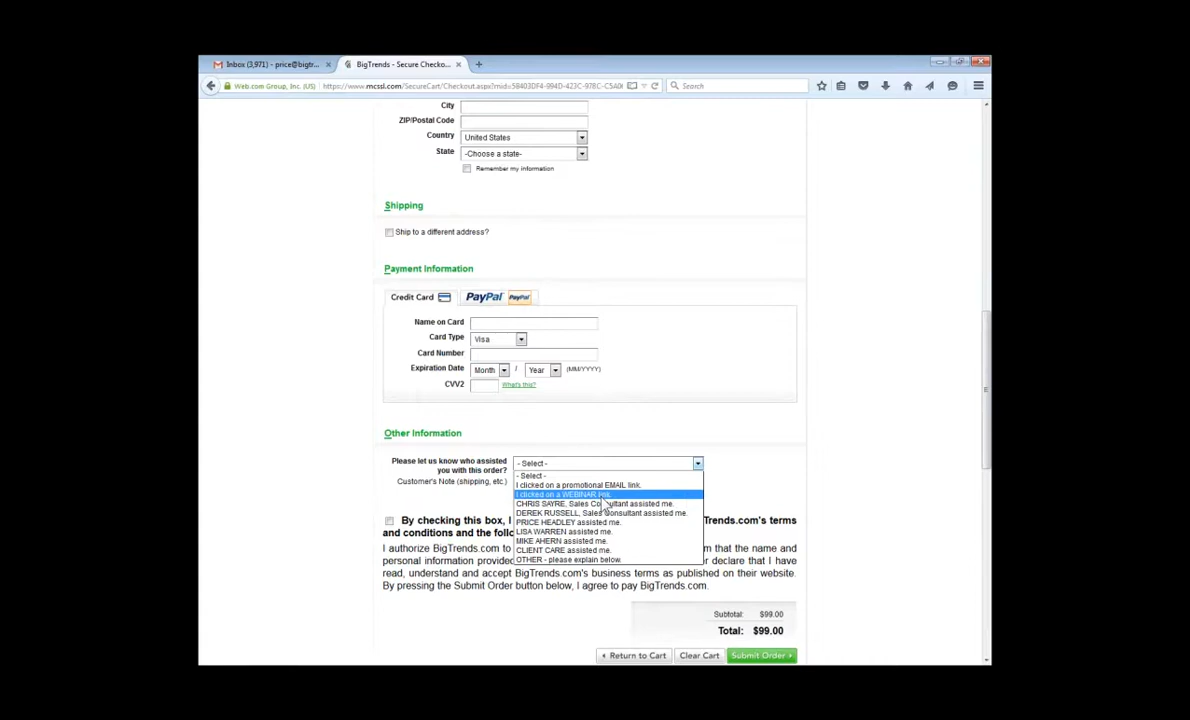 Inbox (3,971) - price@bigtr...
BigTrends - Secure Checko...
Web.com Group, Inc. (US)
https://www.mcssl.com/SecureCart/Checkout.aspx?mid=
Search
City
ZIP/Postal Code
Country
United States
State
-Choose a state-
Remember my information
Shipping
Ship to a different address?
Payment Information
Credit Card
PayPal
PayPal
Name on Card
Card Type
Visa
Card Number
Expiration Date
Month
/
Year
(MM/YYYY)
CVV2
What's this?
Other Information
Please let us know who assisted
you with this order?
- Select -
Customer's Note (shipping, etc.)
- Select -
I clicked on a promotional EMAIL link.
I clicked on a WEBINAR link.
CHRIS SAYRE, Sales Consultant assisted me.
DEREK RUSSELL, Sales Consultant assisted me.
PRICE HEADLEY assisted me.
LISA WARREN assisted me.
MIKE AHERN assisted me.
CLIENT CARE assisted me.
OTHER - please explain below.
By checking this box, I Trends.com's terms
and conditions and the follo
I authorize BigTrends.com to m that the name and
personal information provide or declare that I have
read, understand and accept BigTrends.com's business terms as published on their website.
By pressing the Submit Order button below, I agree to pay BigTrends.com.
Subtotal: $99.00
Total: $99.00
Return to Cart
Clear Cart
Submit Order